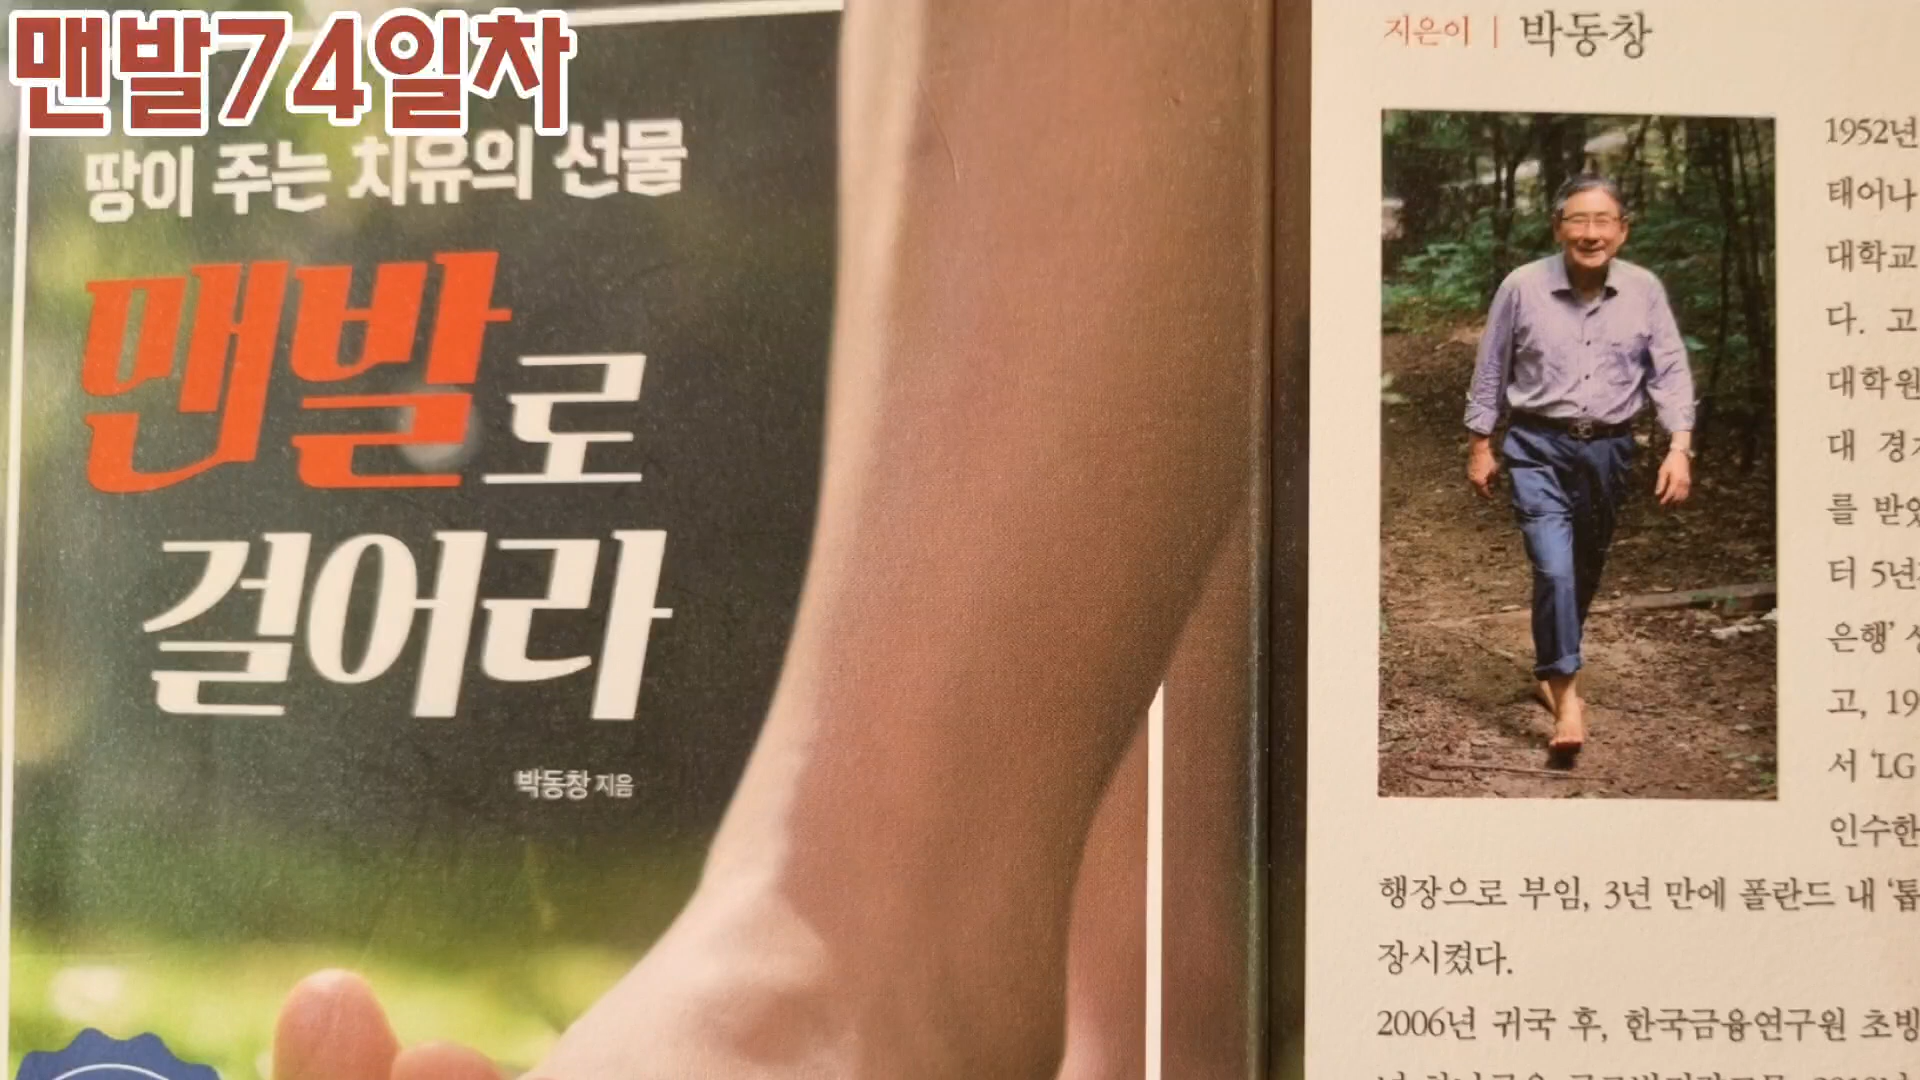 맨발74일차
땅이 주는 치유의 선물
맨발로
걸어라
박동창 지음
지은이 | 박동창
1952년
태어나
대학교
다. 고
대학원
대 경
를 받았
터 5년
은행’
고, 19
서 ‘LG
인수한
행장으로 부임, 3년 만에 폴란드 내 ‘톱
장시켰다.
2006년 귀국 후, 한국금융연구원 초빙